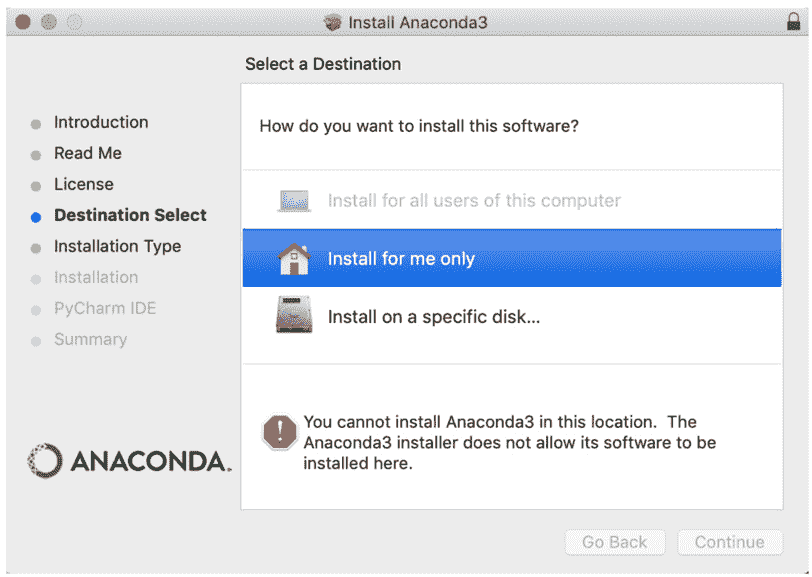 Install Anaconda3
Select a Destination
Introduction
Read Me
License
Destination Select
Installation Type
Installation
PyCharm IDE
Summary
How do you want to install this software?
Install for all users of this computer
Install for me only
Install on a specific disk...
You cannot install Anaconda3 in this location. The
Anaconda3 installer does not allow its software to be
installed here.
ANACONDA.
Go Back
Continue